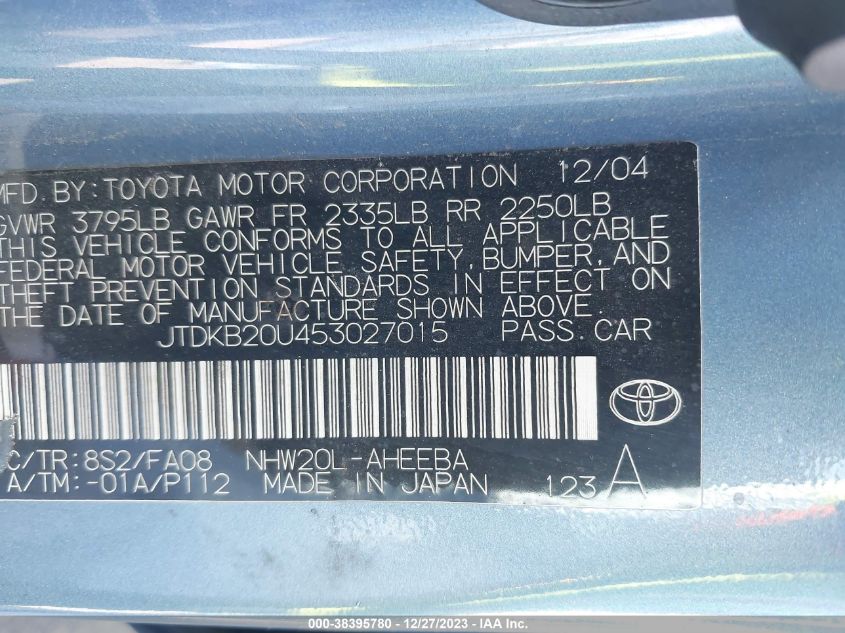 MFD.BY:TOYOTA MOTOR CORPORATION 12/04
GVWR 3795LB GAWR FR 2335LB RR 2250LB
THIS VEHICLE CONFORMS TO ALL APPLICABLE
FEDERAL MOTOR VEHICLE SAFETY,BUMPER,AND
THEFT PREVENTION STANDARDS IN EFFECT ON
THE DATE OF MANUFACTURE SHOWN ABOVE.
JTDKB20U453027015 PASS.CAR
C/TR:8S2/FA08 NHW20L-AHEEBA
A/TM:-01A/P112 MADE IN JAPAN 123 A
000-38395780 - 12/27/2023 - IAA Inc.